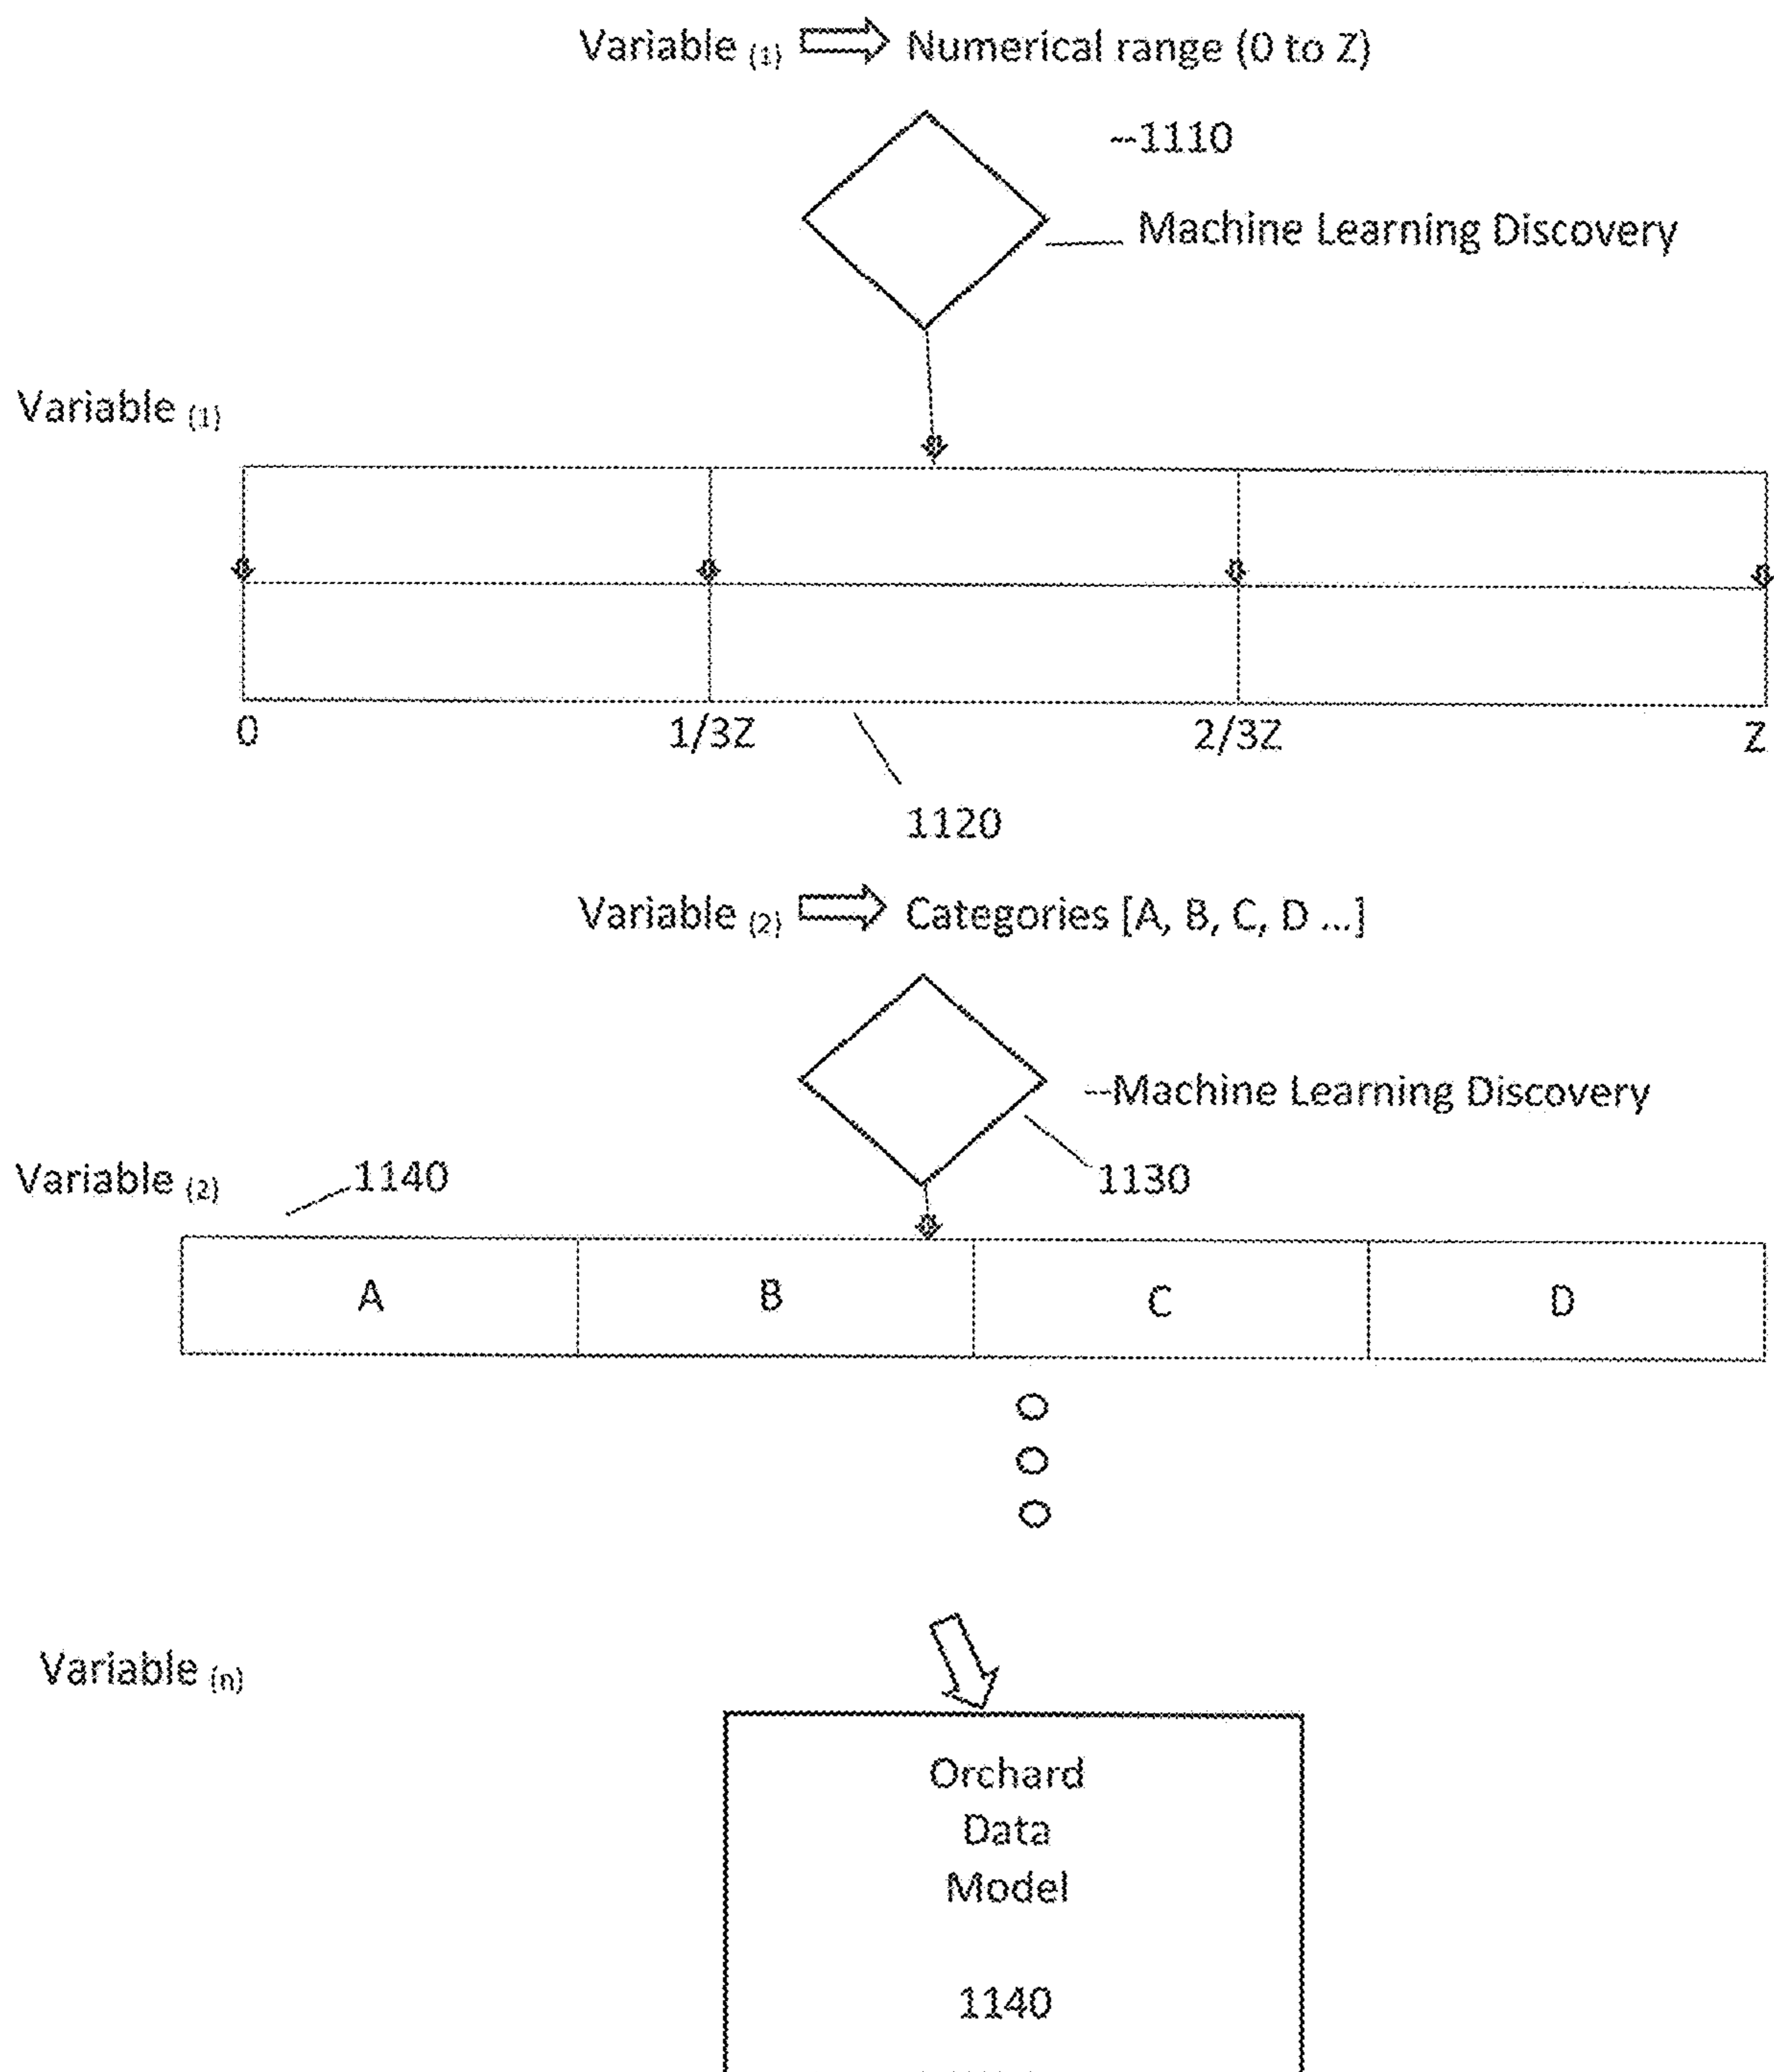 Variable (1) Numerical range (0 to Z)
--1110
Machine Learning Discovery
Variable (1)
0 1/3Z 2/3Z Z
1120
Variable (2) Categories [A, B, C, D ...]
--Machine Learning Discovery
Variable (2) 1140 1130
A B C D
Variable (n)
Orchard
Data
Model
1140